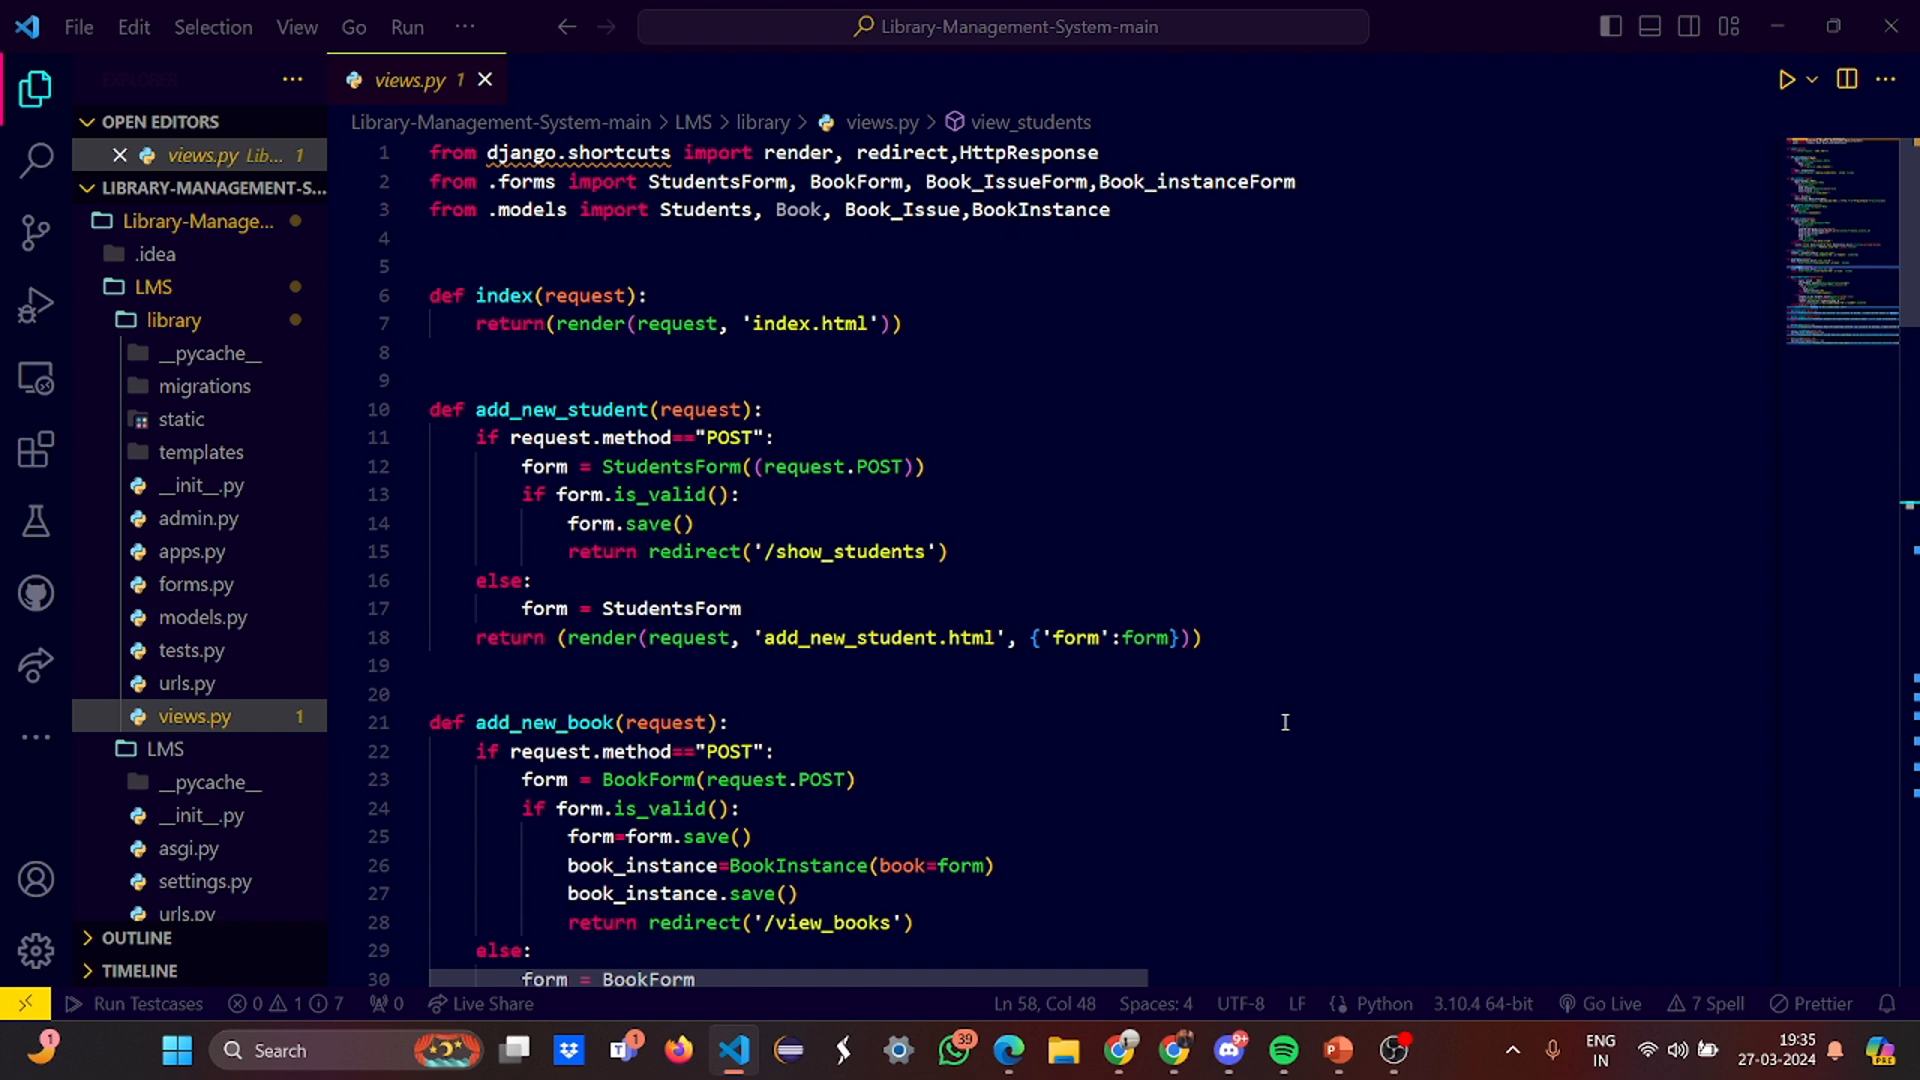 File Edit Selection View Go Run ···
Library-Management-System-main
EXPLORER ···
OPEN EDITORS
views.py Lib... 1
LIBRARY-MANAGEMENT-S...
Library-Manage...
.idea
LMS
library
__pycache__
migrations
static
templates
__init__.py
admin.py
apps.py
forms.py
models.py
tests.py
urls.py
views.py 1
LMS
__pycache__
__init__.py
asgi.py
settings.py
urls.py
OUTLINE
TIMELINE
views.py 1
Library-Management-System-main > LMS > library > views.py > view_students
1 from django.shortcuts import render, redirect,HttpResponse
2 from .forms import StudentsForm, BookForm, Book_IssueForm,Book_instanceForm
3 from .models import Students, Book, Book_Issue,BookInstance
4
5
6 def index(request):
7 return(render(request, 'index.html'))
8
9
10 def add_new_student(request):
11 if request.method=="POST":
12 form = StudentsForm((request.POST))
13 if form.is_valid():
14 form.save()
15 return redirect('/show_students')
16 else:
17 form = StudentsForm
18 return (render(request, 'add_new_student.html', {'form':form}))
19
20
21 def add_new_book(request):
22 if request.method=="POST":
23 form = BookForm(request.POST)
24 if form.is_valid():
25 form=form.save()
26 book_instance=BookInstance(book=form)
27 book_instance.save()
28 return redirect('/view_books')
29 else:
30 form = BookForm
Run Testcases 0 1 7 0 Live Share Ln 58, Col 48 Spaces: 4 UTF-8 LF Python 3.10.4 64-bit Go Live 7 Spell Prettier
1 Search 1 39 9+ ENG 19:35
IN 27-03-2024